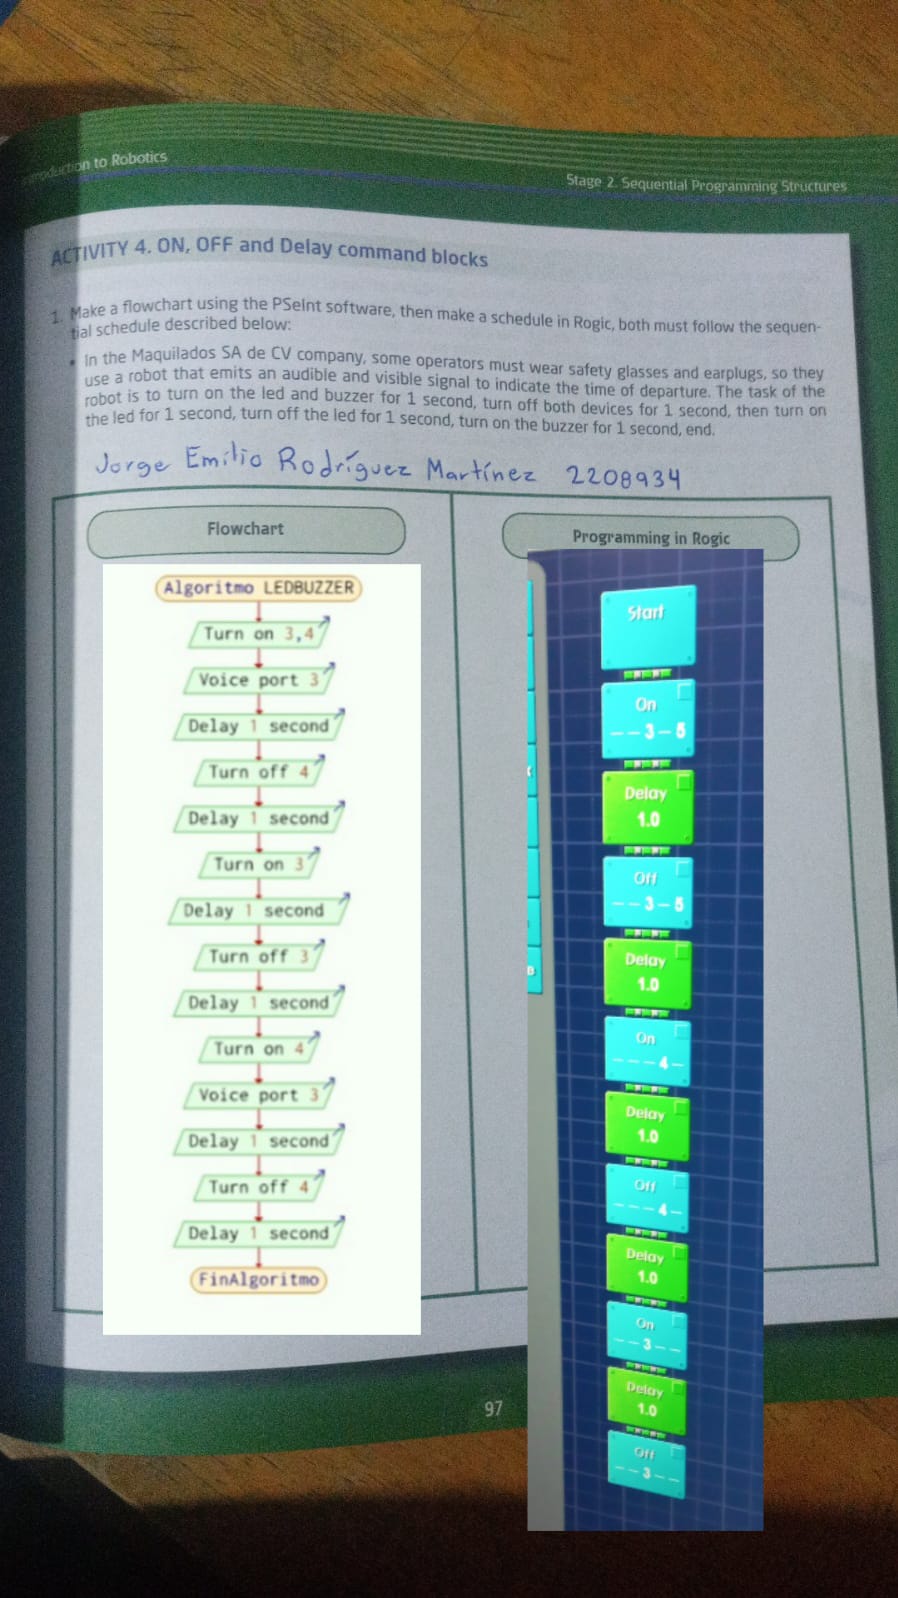 Introduction to Robotics
Stage 2. Sequential Programming Structures
ACTIVITY 4. ON, OFF and Delay command blocks
1. Make a flowchart using the PSeInt software, then make a schedule in Rogic, both must follow the sequen-
tial schedule described below:
• In the Maquilados SA de CV company, some operators must wear safety glasses and earplugs, so they
use a robot that emits an audible and visible signal to indicate the time of departure. The task of the
robot is to turn on the led and buzzer for 1 second, turn off both devices for 1 second, then turn on
the led for 1 second, turn off the led for 1 second, turn on the buzzer for 1 second, end.
Jorge Emilio Rodríguez Martínez 2208934
Flowchart
Algoritmo LEDBUZZER
Turn on 3,4
Voice port 3
Delay 1 second
Turn off 4
Delay 1 second
Turn on 3
Delay 1 second
Turn off 3
Delay 1 second
Turn on 4
Voice port 3
Delay 1 second
Turn off 4
Delay 1 second
FinAlgoritmo
Programming in Rogic
Start
On
--3-5
Delay
1.0
Off
--3-5
Delay
1.0
On
---4-
Delay
1.0
Off
---4-
Delay
1.0
On
--3--
Delay
1.0
Off
--3--
B
97